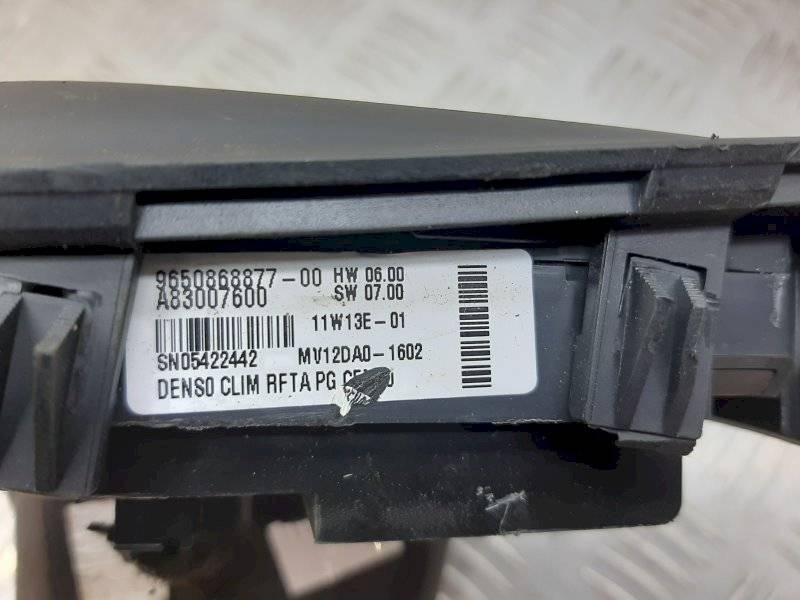 9650868877-00 HW 06.00
A83007600 SW 07.00
11W13E-01
SN05422442 MV12DA0-1602
DENSO CLIM RFTA PG